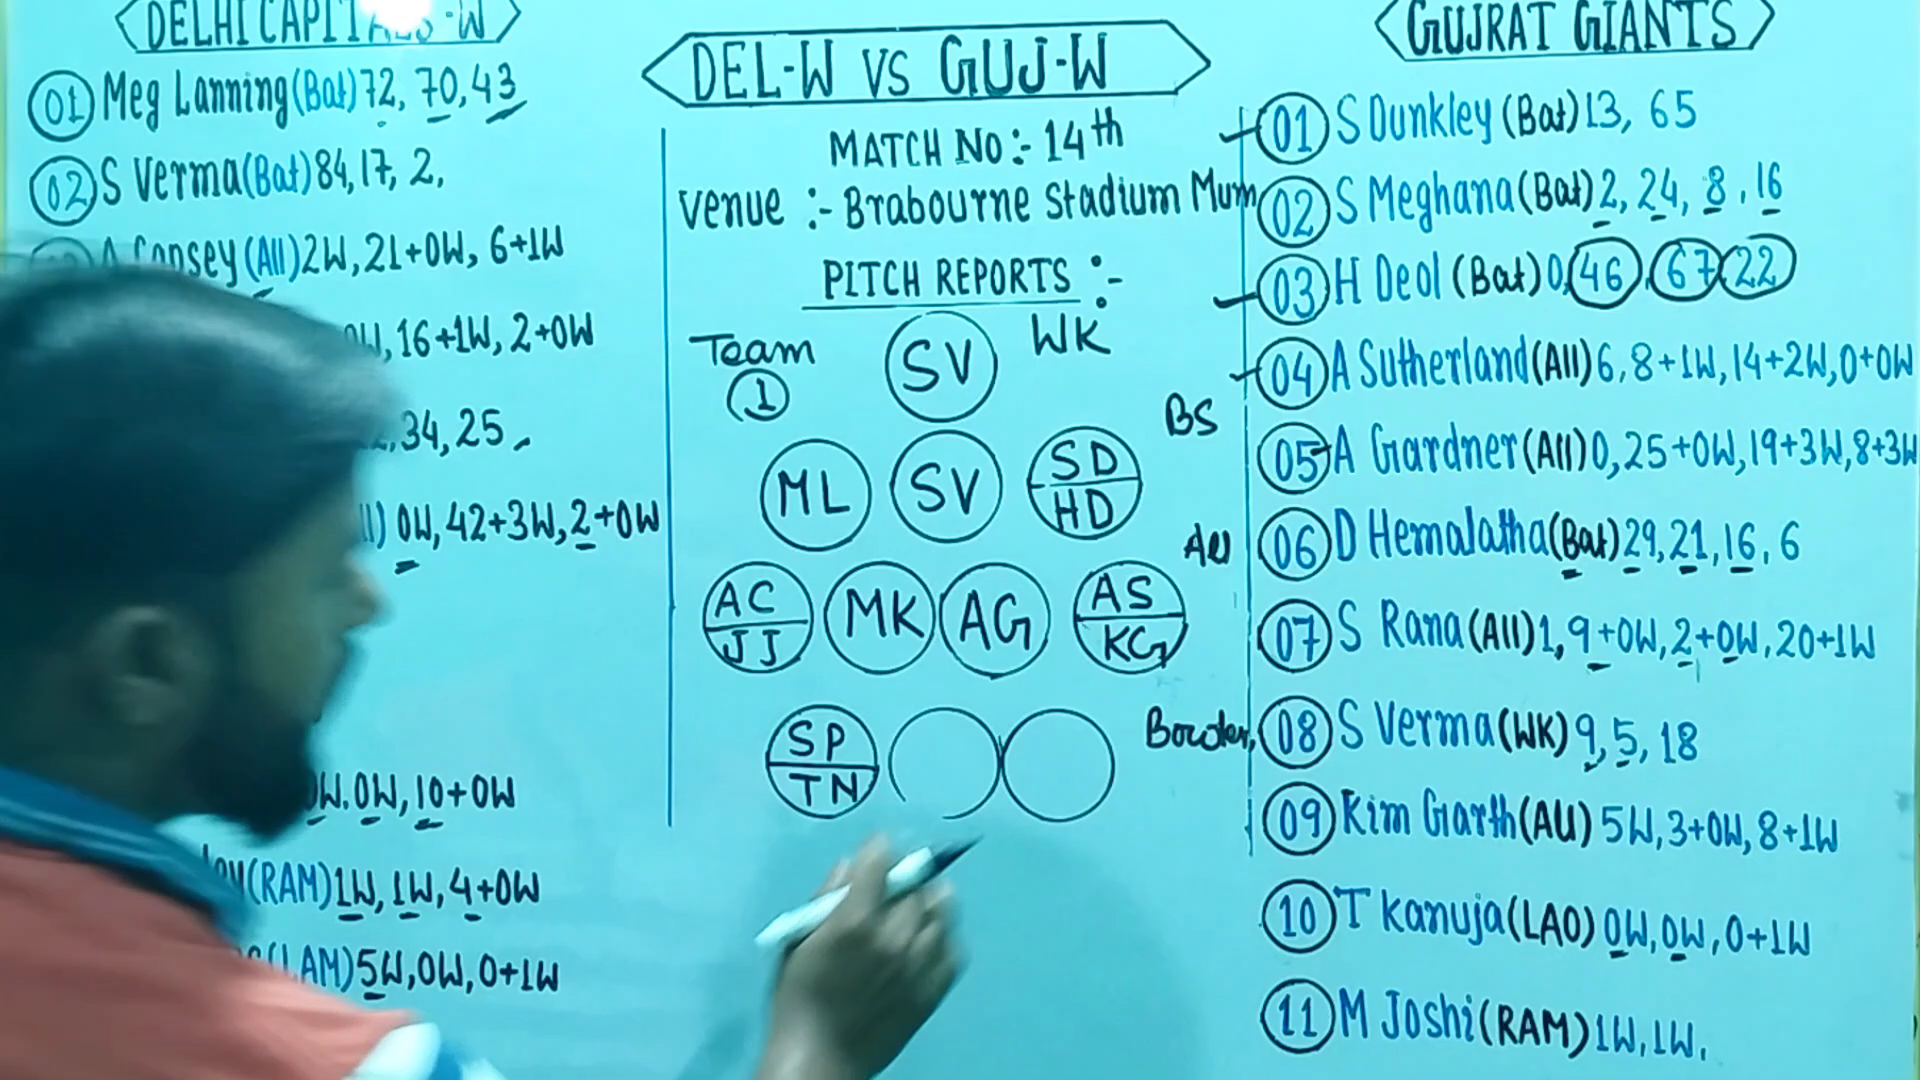 DELHI CAPITALS-W
01 Meg Lanning(Bat)72, 70, 43
02 S Verma(Bat)84, 17, 2,
(All)2W, 21+0W, 6+1W
16+1W, 2+0W
34, 25
0W, 42+3W, 2+0W
0W, 10+0W
(RAM)1W, 1W, 4+0W
5W, 0W, 0+1W
DEL-W VS GUJ-W
MATCH No:- 14th
Venue :- Brabourne Stadium Mum
PITCH REPORTS :-
Team 1
SV
WK
ML
SV
SD
HD
BS
AC
JJ
MK
AG
AS
KG
All
SP
TN
Bowler,
GUJRAT GIANTS
01 S Dunkley (Bat)13, 65
02 S Meghana(Bat)2, 24, 8, 16
03 H Deol (Bat)0, 46, 67, 22
04 A Sutherland(All)6, 8+1W, 14+2W, 0+0W
05 A Gardner(All)0, 25+0W, 19+3W, 8+3W
06 D Hemalatha(Bat)29, 21, 16, 6
07 S Rana(All)1, 9+0W, 2+0W, 20+1W
08 S Verma(WK)9, 5, 18
09 Kim Garth(All) 5W, 3+0W, 8+1W
10 T Kanuja(LAO) 0W, 0W, 0+1W
11 M Joshi(RAM)1W, 1W,